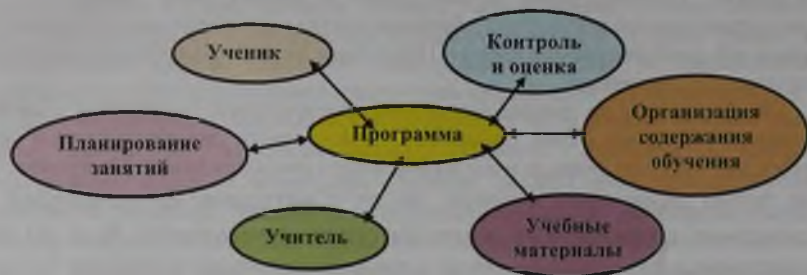 Ученик
Контроль
и оценка
Организация
содержания
обучения
Программа
Планирование
занятий
Учитель
Учебные
материалы